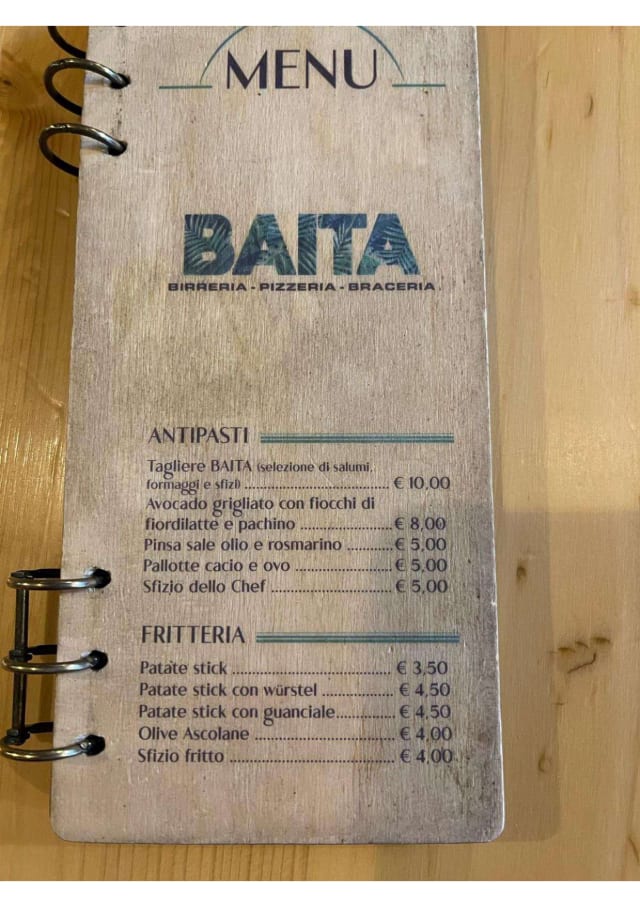 MENU
BAITA
BIRRERIA - PIZZERIA - BRACERIA
ANTIPASTI
Tagliere BAITA (selezione di salumi,
formaggi e sfizi) ........................................ € 10,00
Avocado grigliato con fiocchi di
fiordilatte e pachino ........................ € 8,00
Pinsa sale olio e rosmarino ............ € 5,00
Pallotte cacio e ovo .......................... € 5,00
Sfizio dello Chef ................................ € 5,00
FRITTERIA
Patate stick .......................................... € 3,50
Patate stick con würstel ................... € 4,50
Patate stick con guanciale................ € 4,50
Olive Ascolane ..................................... € 4,00
Sfizio fritto ............................................ € 4,00